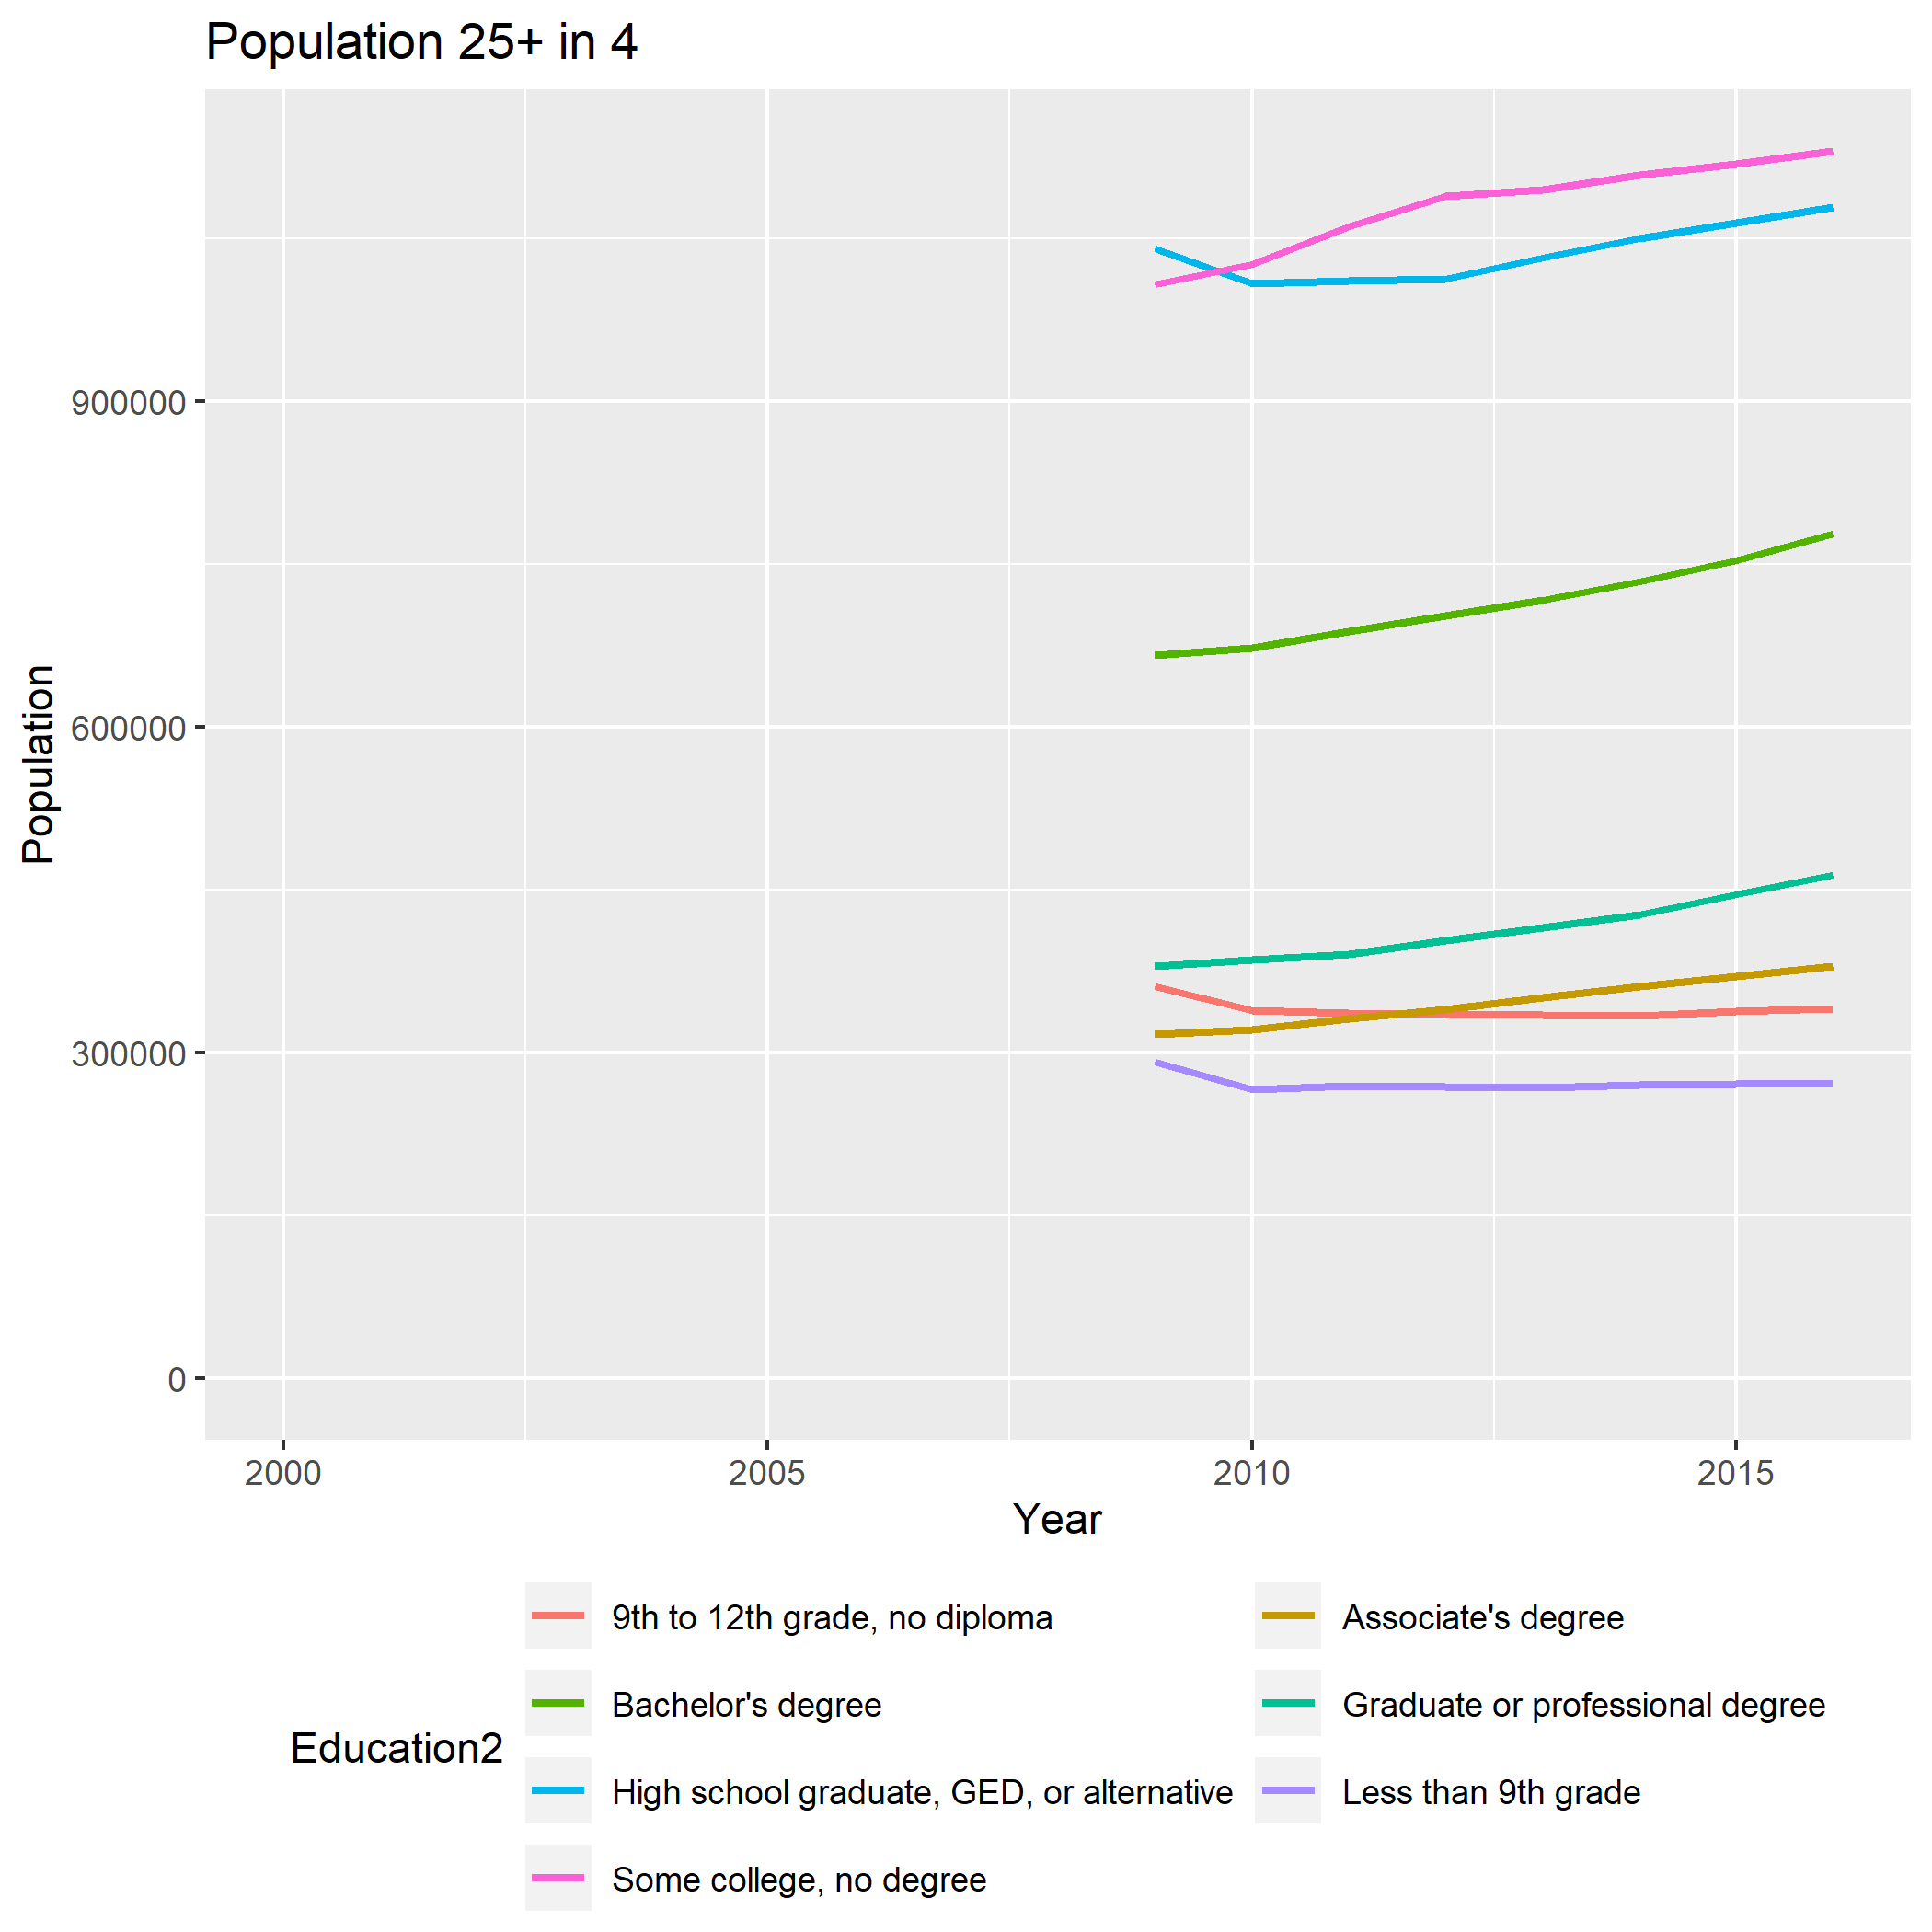 Population 25+ in 4
Population
900000
600000
300000
0
2000 2005 2010 2015
Year
Education2
9th to 12th grade, no diploma
Associate's degree
Bachelor's degree
Graduate or professional degree
High school graduate, GED, or alternative
Less than 9th grade
Some college, no degree